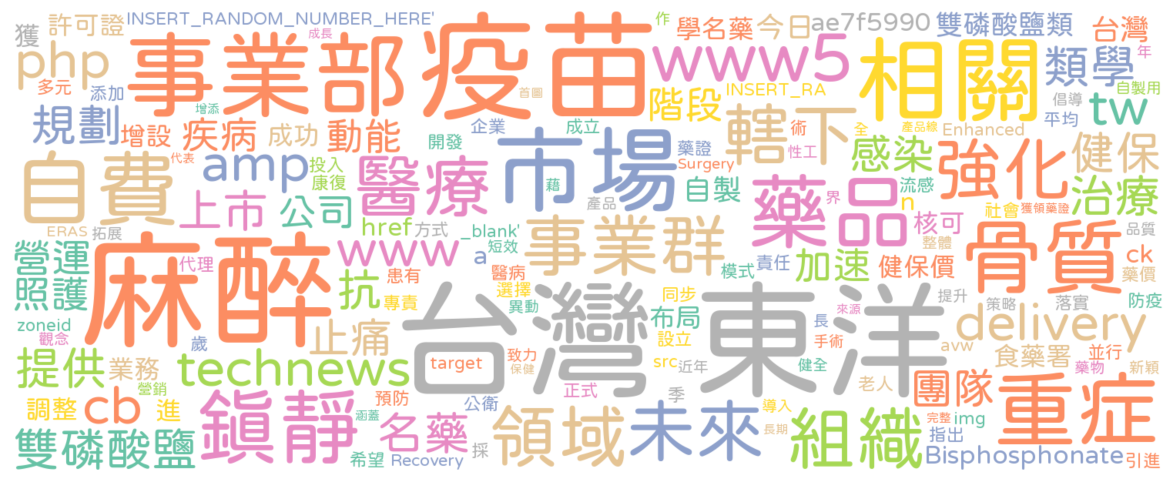 獲 許可證 INSERT_RANDOM_NUMBER_HERE' 成長 作 學名藥 今日 ae7f5990 雙磷酸鹽類 台灣
php 事業部 疫苗 www5 相關 類學 年
多元 添加 增添 首圖 階段 INSERT_RA 倡導 tw 自製用
規劃 增設 疾病 成功 動能 企業 成立 轄下 術 全 產品線 平均
代表 開發 藥證 性工 Enhanced
自費 amp 投入 康復 醫療 市場 Surgery 感染 強化 健保
藉 自製 藥品 界 流感 n 治療
上市 公司 href 產品 社會 獲領藥證
ERAS 拓展 方式 _blank' 核可 品質
營運 代理 www a 短效 事業群 模式 責任 加速 整體 骨質 ck
照護 專責 抗 患有 醫病 選擇 異動 同步 健保價 藥價
zoneid 歲 麻醉 止痛 台灣東洋 布局 長 來源 提升 策略 落實 防疫
觀念 設立 手術 delivery
提供 業務 technews target 致力 保健 src 近年 健全 avw 食藥署 並行 藥物 新穎
營銷 預防 正式 季 老人 團隊
調整 cb 進 涵蓋 鎮靜 名藥 公衛 領域 未來 導入 長期 組織 完整 img 重症
雙磷酸鹽 希望 Recovery 採 指出 Bisphosphonate 引進